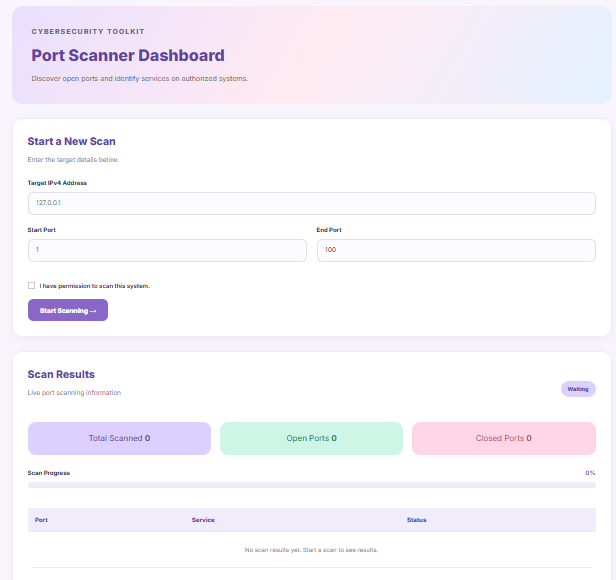 CYBERSECURITY TOOLKIT
Port Scanner Dashboard
Discover open ports and identify services on authorized systems.
Start a New Scan
Enter the target details below.
Target IPv4 Address
127.0.0.1
Start Port
End Port
1
100
I have permission to scan this system.
Start Scanning →
Scan Results
Live port scanning information
Waiting
Total Scanned 0
Open Ports 0
Closed Ports 0
Scan Progress
0%
Port
Service
Status
No scan results yet. Start a scan to see results.